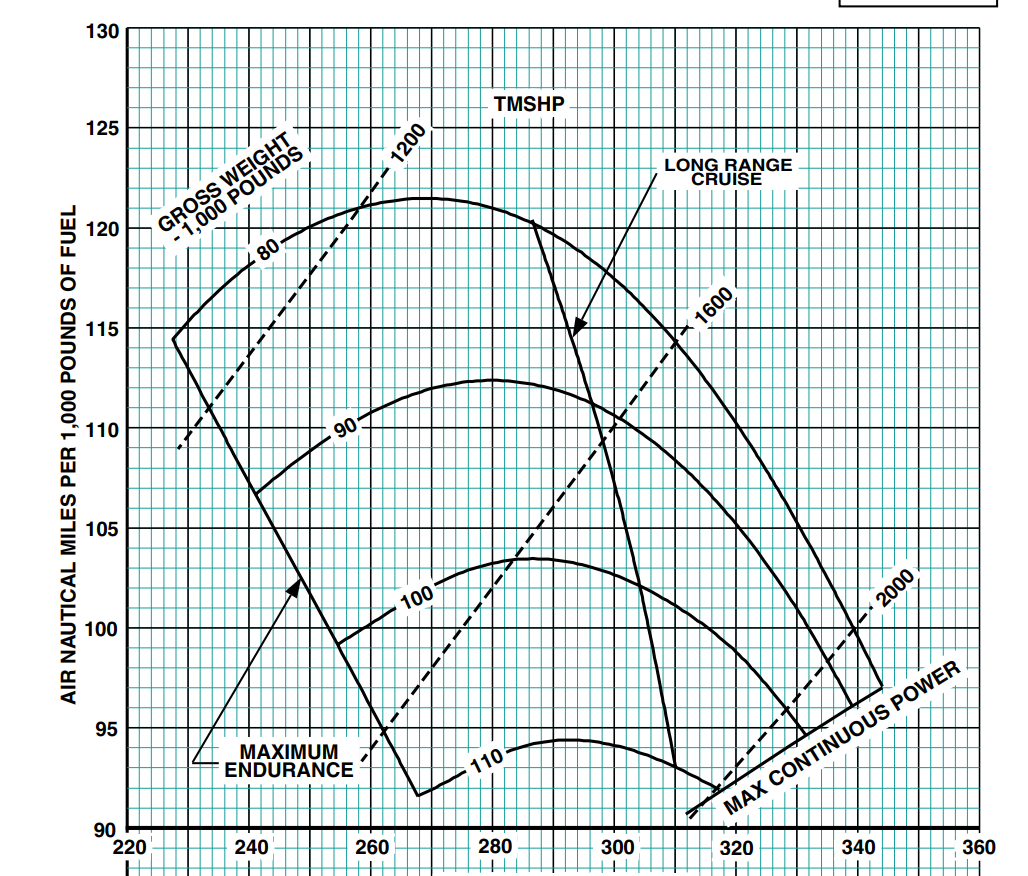 130
TMSHP
125
1200
GROSS WEIGHT
- 1,000 POUNDS
LONG RANGE
CRUISE
120
80
1600
115
AIR NAUTICAL MILES PER 1,000 POUNDS OF FUEL
110
90
105
100
2000
100
95
MAXIMUM
ENDURANCE
110
MAX CONTINUOUS POWER
90
220 240 260 280 300 320 340 360